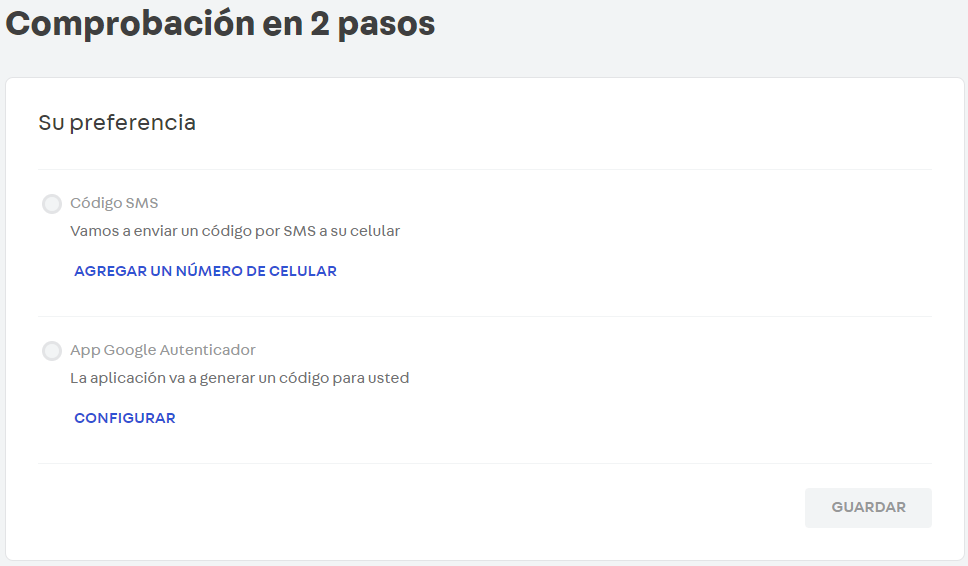 Comprobación en 2 pasos
Su preferencia
Código SMS
Vamos a enviar un código por SMS a su celular
AGREGAR UN NÚMERO DE CELULAR
App Google Autenticador
La aplicación va a generar un código para usted
CONFIGURAR
GUARDAR